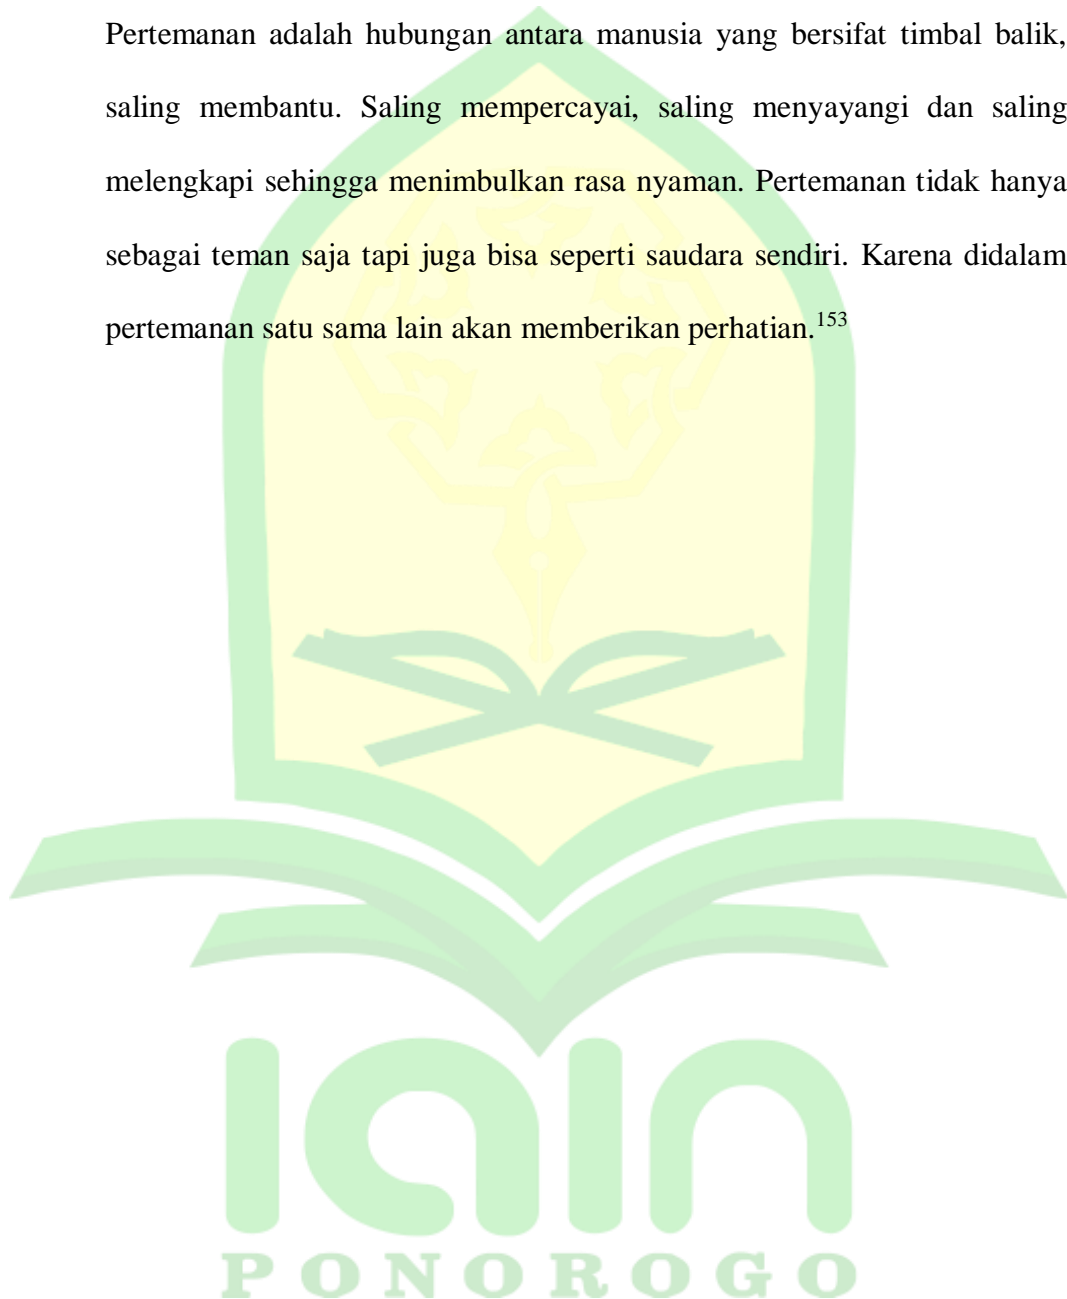 Pertemanan adalah hubungan antara manusia yang bersifat timbal balik,
saling membantu. Saling mempercayai, saling menyayangi dan saling
melengkapi sehingga menimbulkan rasa nyaman. Pertemanan tidak hanya
sebagai teman saja tapi juga bisa seperti saudara sendiri. Karena didalam
pertemanan satu sama lain akan memberikan perhatian.153
iain
PONOROGO